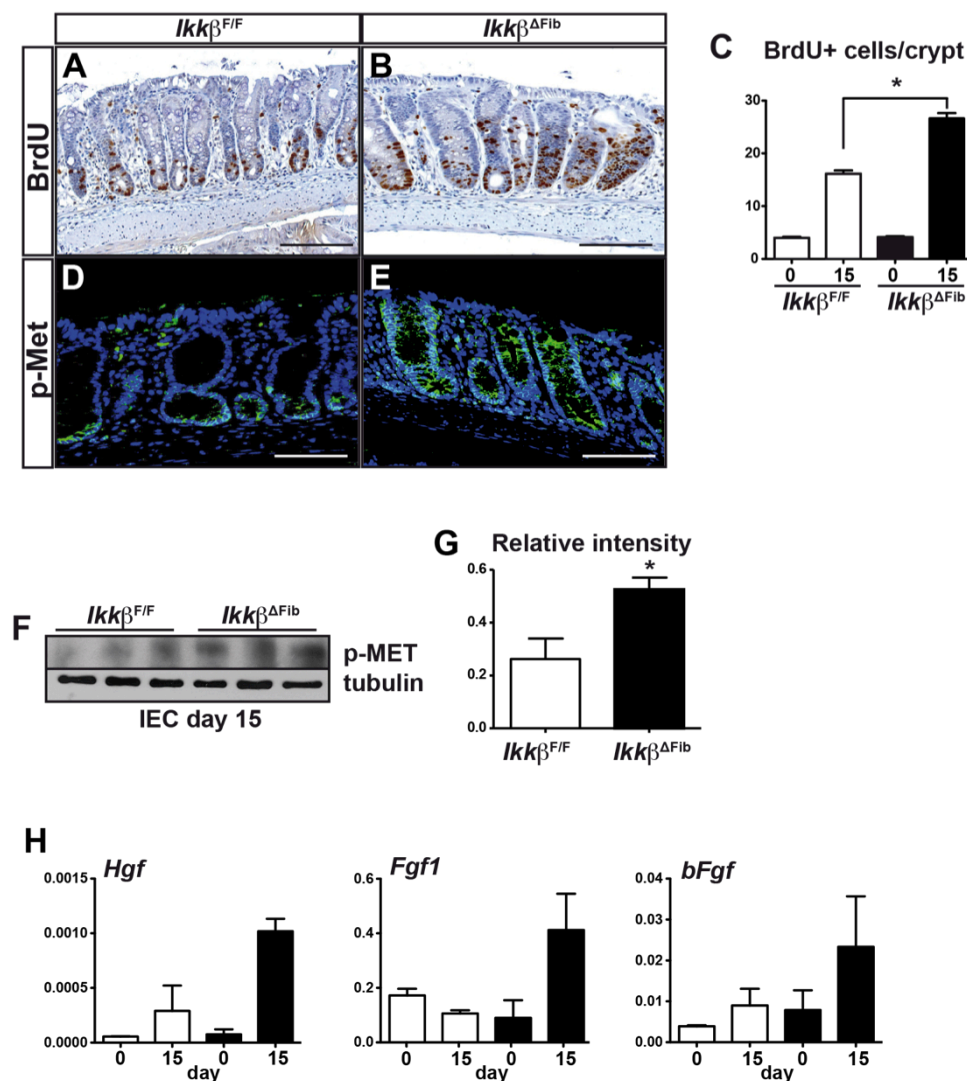 IkkβF/F
IkkβΔFib
BrdU
A
B
C
BrdU+ cells/crypt
*
30
20
10
0
0
15
0
15
IkkβF/F
IkkβΔFib
p-Met
D
E
F
IkkβF/F
IkkβΔFib
p-MET
tubulin
IEC day 15
G
Relative intensity
*
0.6
0.4
0.2
0.0
IkkβF/F
IkkβΔFib
H
Hgf
0.0015
0.0010
0.0005
0.0000
0
15
0
15
day
Fgf1
0.6
0.4
0.2
0.0
0
15
0
15
day
bFgf
0.04
0.03
0.02
0.01
0.00
0
15
0
15
day